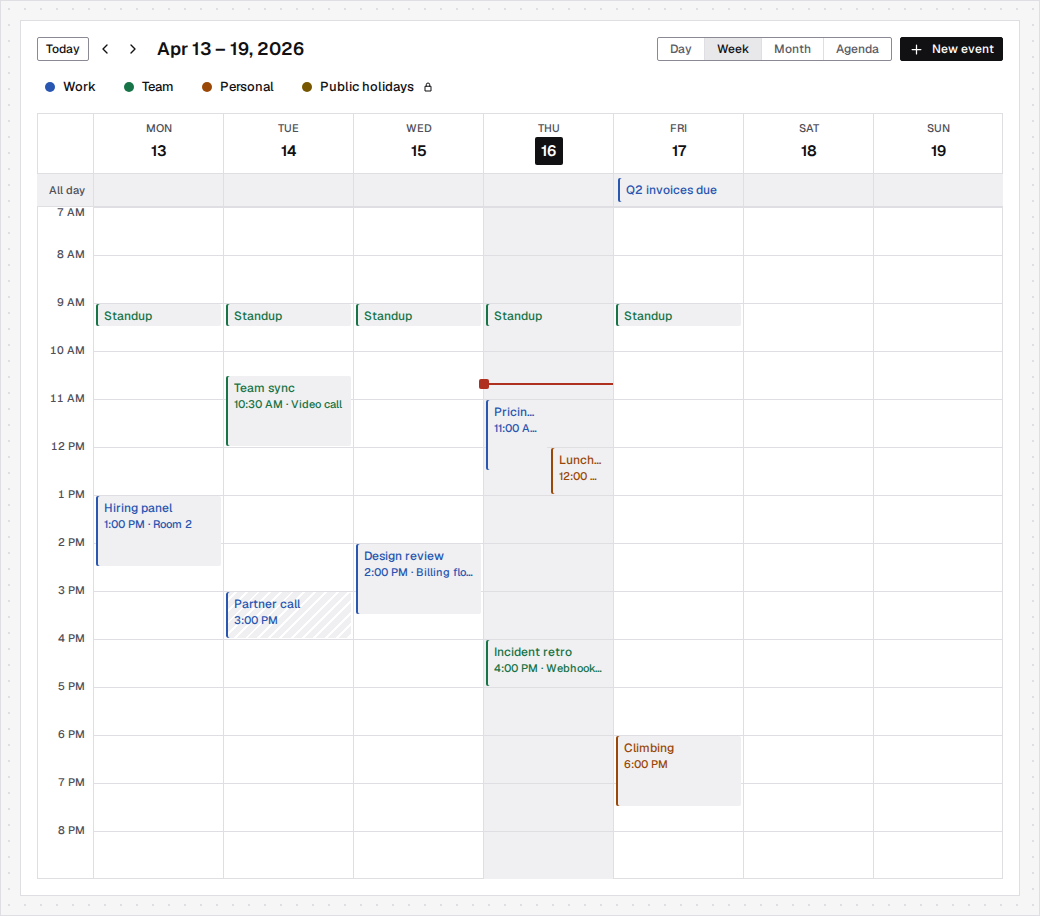 Today
Apr 13 – 19, 2026
Day Week Month Agenda
New event
Work Team Personal Public holidays
MON TUE WED THU FRI SAT SUN
13 14 15 16 17 18 19
All day
Q2 invoices due
7 AM
8 AM
9 AM
Standup Standup Standup Standup Standup
10 AM
Team sync
10:30 AM · Video call
11 AM
Pricin…
11:00 A…
12 PM
Lunch…
12:00 …
1 PM
Hiring panel
1:00 PM · Room 2
2 PM
Design review
2:00 PM · Billing flo…
3 PM
Partner call
3:00 PM
4 PM
Incident retro
4:00 PM · Webhook…
5 PM
6 PM
Climbing
6:00 PM
7 PM
8 PM